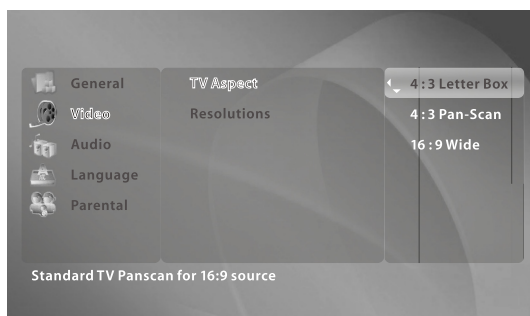 General
Video
Audio
Language
Parental
TV Aspect
Resolutions
4:3 Letter Box
4:3 Pan-Scan
16:9 Wide
Standard TV Panscan for 16:9 source